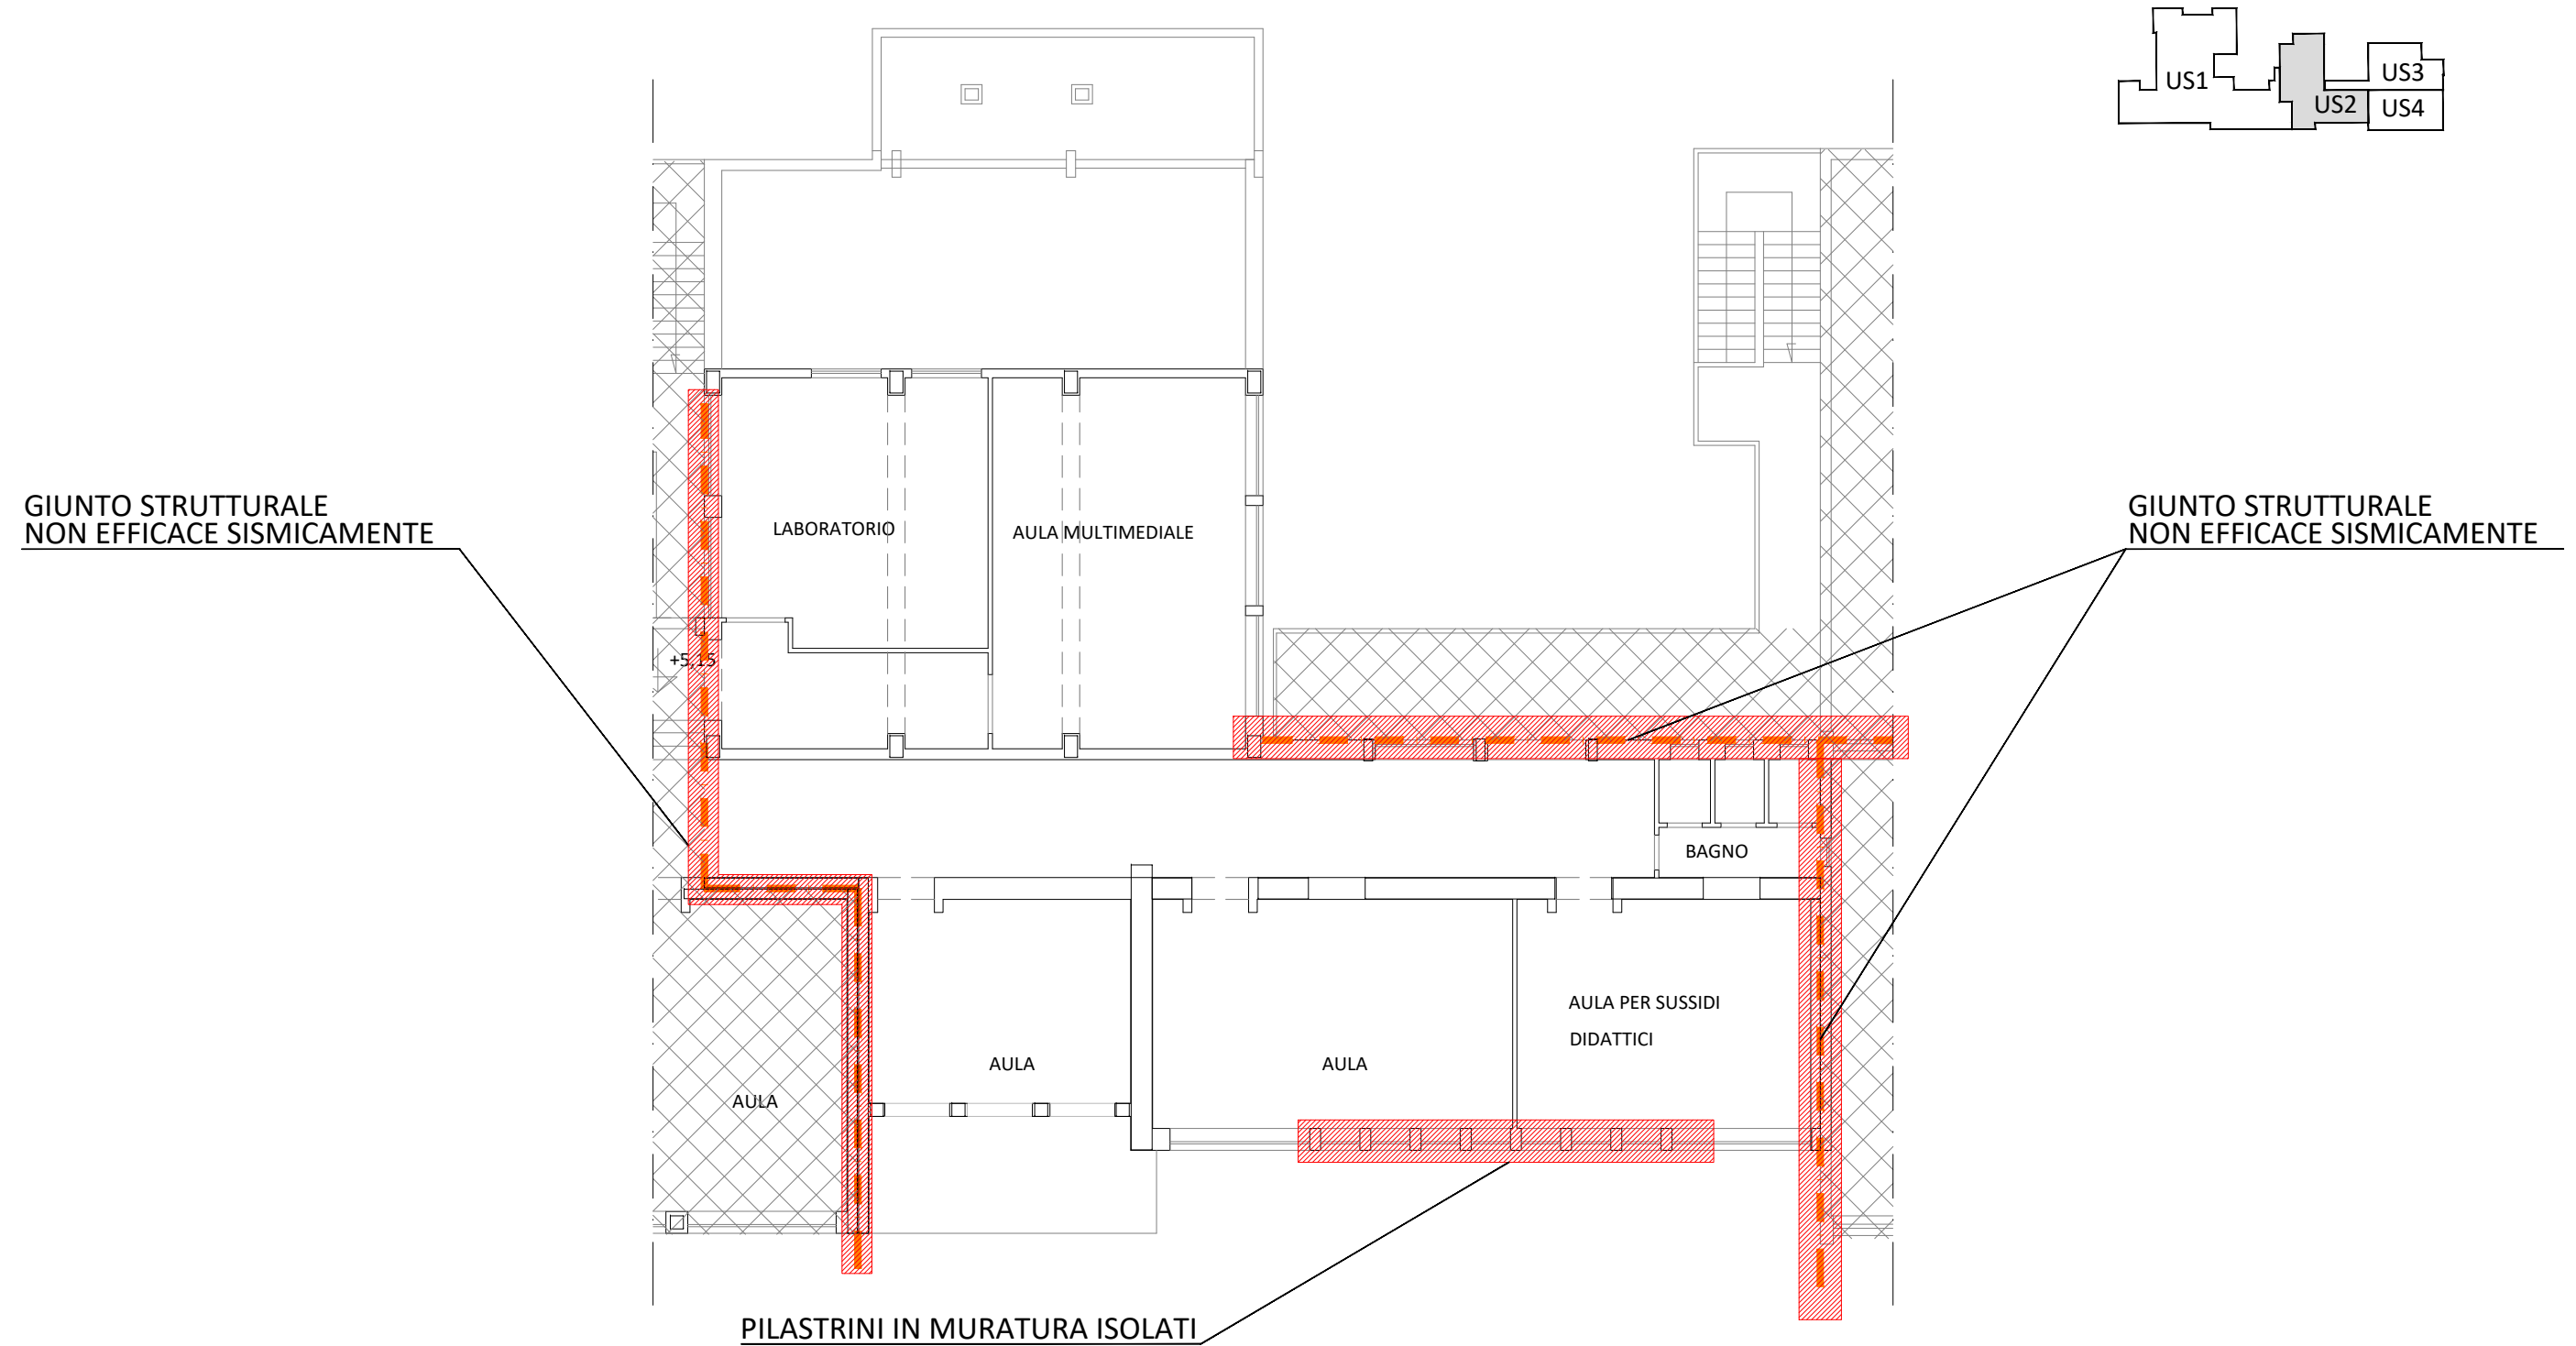 US1
US2
US3
US4
GIUNTO STRUTTURALE
NON EFFICACE SISMICAMENTE
GIUNTO STRUTTURALE
NON EFFICACE SISMICAMENTE
LABORATORIO
AULA MULTIMEDIALE
+5,15
BAGNO
AULA PER SUSSIDI
DIDATTICI
AULA
AULA
AULA
PILASTRINI IN MURATURA ISOLATI